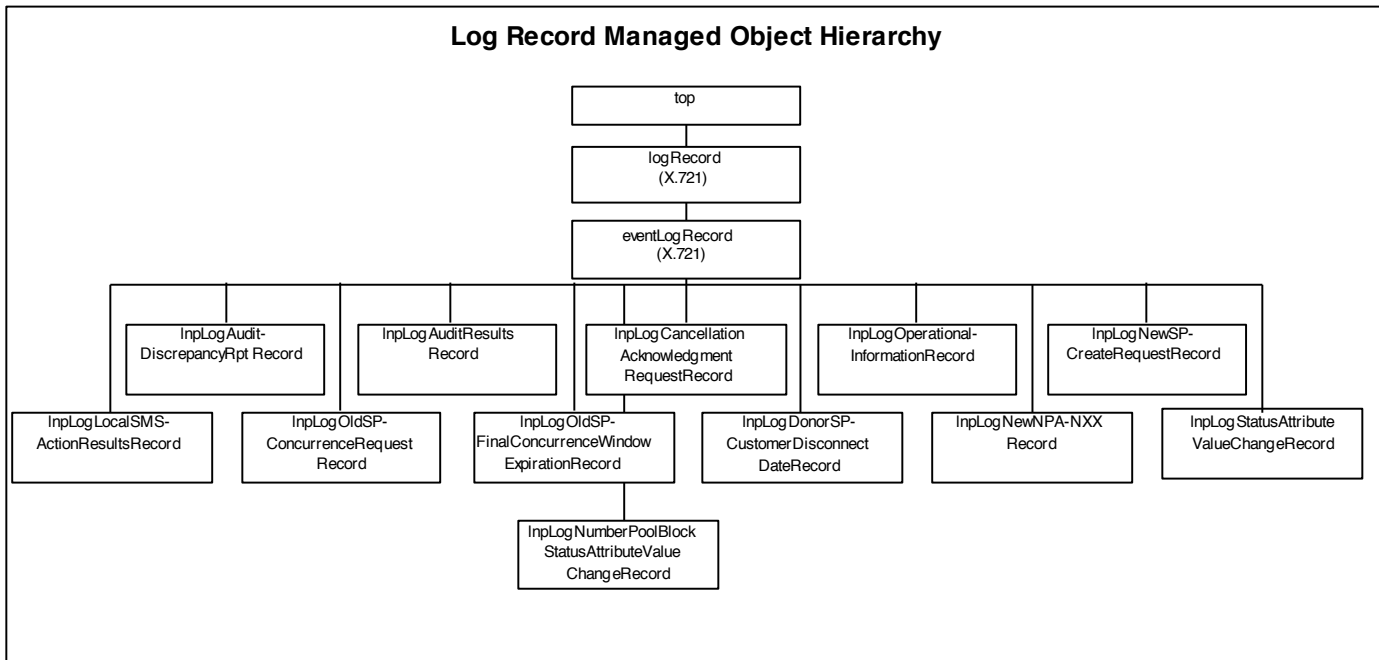 Log Record Managed Object Hierarchy
top
logRecord
(X.721)
eventLogRecord
(X.721)
lnpLogAudit-
DiscrepancyRpt Record
lnpLogAuditResults
Record
lnpLogCancellation
Acknowledgment
RequestRecord
lnpLogOperational-
InformationRecord
lnpLogNewSP-
CreateRequestRecord
lnpLogLocalSMS-
ActionResultsRecord
lnpLogOldSP-
ConcurrenceRequest
Record
lnpLogOldSP-
FinalConcurrenceWindow
ExpirationRecord
lnpLogDonorSP-
CustomerDisconnect
DateRecord
lnpLogNewNPA-NXX
Record
lnpLogStatusAttribute
ValueChangeRecord
lnpLogNumberPoolBlock
StatusAttributeValue
ChangeRecord